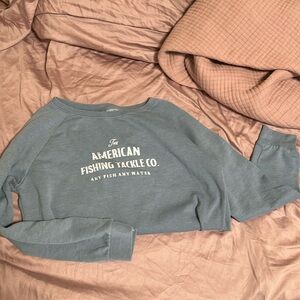 The
AMERICAN
FISHING TACKLE CO.
ANY FISH ANY WATER